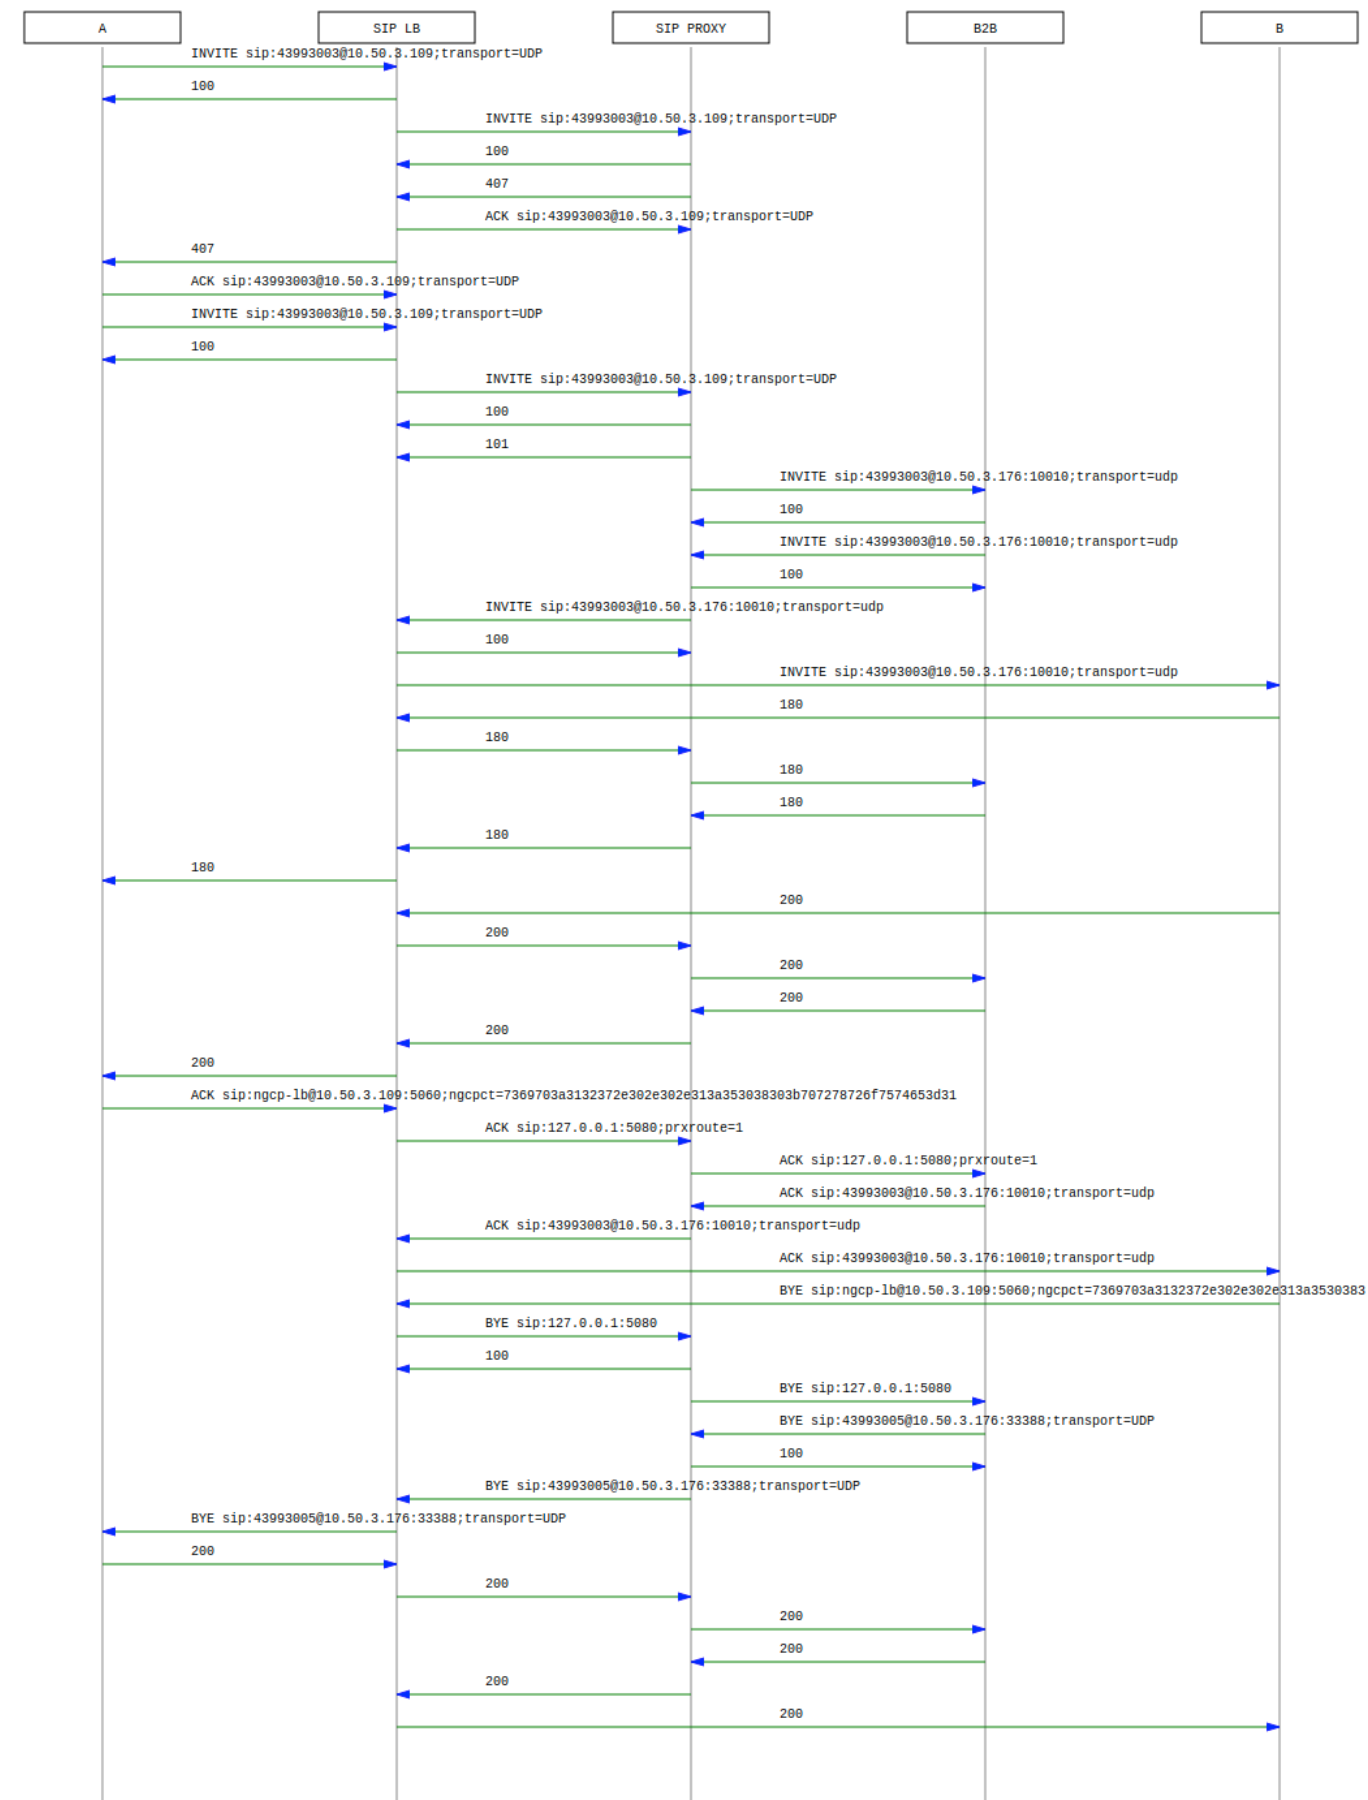 A SIP LB SIP PROXY B2B B
INVITE sip:43993003@10.50.3.109;transport=UDP
100
INVITE sip:43993003@10.50.3.109;transport=UDP
100
407
ACK sip:43993003@10.50.3.109;transport=UDP
407
ACK sip:43993003@10.50.3.109;transport=UDP
INVITE sip:43993003@10.50.3.109;transport=UDP
100
INVITE sip:43993003@10.50.3.109;transport=UDP
100
101
INVITE sip:43993003@10.50.3.176:10010;transport=udp
100
INVITE sip:43993003@10.50.3.176:10010;transport=udp
100
INVITE sip:43993003@10.50.3.176:10010;transport=udp
100
INVITE sip:43993003@10.50.3.176:10010;transport=udp
180
180
180
180
180
180
200
200
200
200
200
200
ACK sip:ngcp-lb@10.50.3.109:5060;ngcpct=7369703a3132372e302e302e313a353038303b707278726f7574653d31
ACK sip:127.0.0.1:5080;prxroute=1
ACK sip:127.0.0.1:5080;prxroute=1
ACK sip:43993003@10.50.3.176:10010;transport=udp
ACK sip:43993003@10.50.3.176:10010;transport=udp
ACK sip:43993003@10.50.3.176:10010;transport=udp
BYE sip:ngcp-lb@10.50.3.109:5060;ngcpct=7369703a3132372e302e302e313a3530383
BYE sip:127.0.0.1:5080
100
BYE sip:127.0.0.1:5080
BYE sip:43993005@10.50.3.176:33388;transport=UDP
100
BYE sip:43993005@10.50.3.176:33388;transport=UDP
BYE sip:43993005@10.50.3.176:33388;transport=UDP
200
200
200
200
200
200